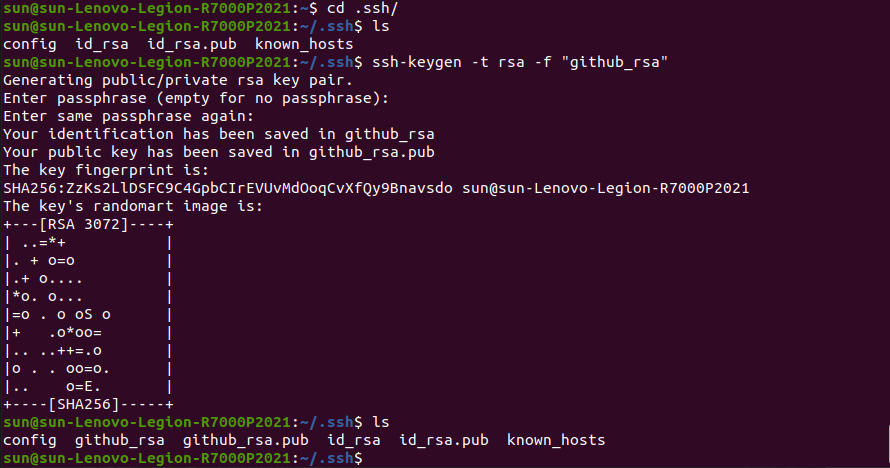 sun@sun-Lenovo-Legion-R7000P2021:~$ cd .ssh/
sun@sun-Lenovo-Legion-R7000P2021:~/.ssh$ ls
config  id_rsa  id_rsa.pub  known_hosts
sun@sun-Lenovo-Legion-R7000P2021:~/.ssh$ ssh-keygen -t rsa -f "github_rsa"
Generating public/private rsa key pair.
Enter passphrase (empty for no passphrase):
Enter same passphrase again:
Your identification has been saved in github_rsa
Your public key has been saved in github_rsa.pub
The key fingerprint is:
SHA256:ZzKs2LlDSFC9C4GpbCIrEVUvMdOoqCvXfQy9Bnavsdo sun@sun-Lenovo-Legion-R7000P2021
The key's randomart image is:
+---[RSA 3072]----+
| ..=*+           |
|. + o=o          |
|.+ o....         |
|*o. o...         |
|=o . o oS o      |
|+   .o*oo=       |
|.. ..++=.o       |
|o . . oo=o.      |
|..    o=E.       |
+----[SHA256]-----+
sun@sun-Lenovo-Legion-R7000P2021:~/.ssh$ ls
config  github_rsa  github_rsa.pub  id_rsa  id_rsa.pub  known_hosts
sun@sun-Lenovo-Legion-R7000P2021:~/.ssh$